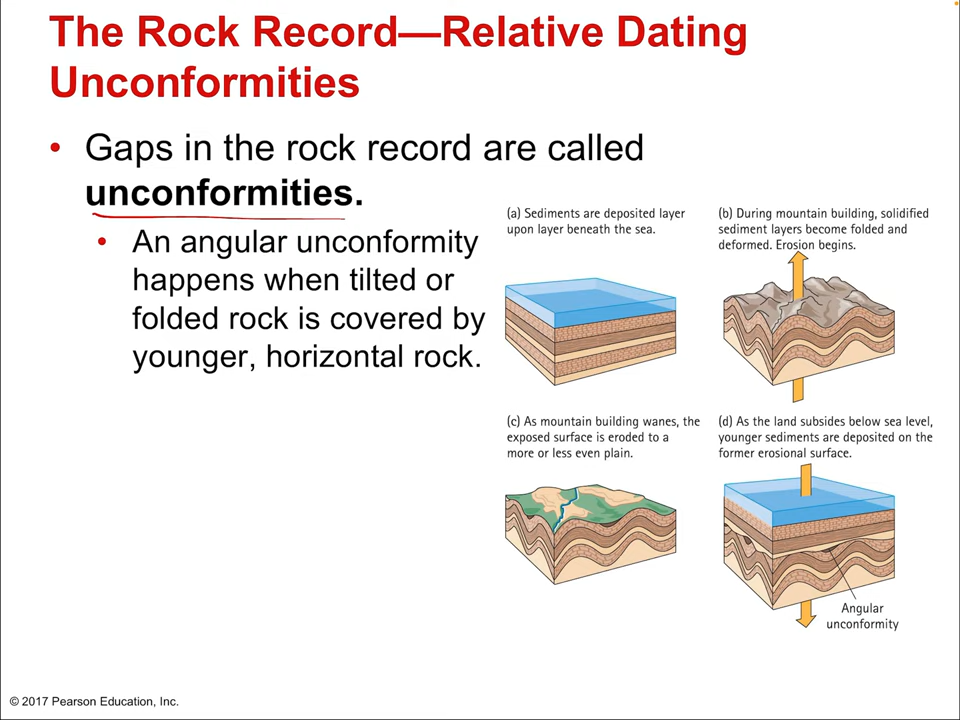 The Rock Record—Relative Dating
Unconformities
• Gaps in the rock record are called
unconformities.
• An angular unconformity
happens when tilted or
folded rock is covered by
younger, horizontal rock.
(a) Sediments are deposited layer
upon layer beneath the sea.
(b) During mountain building, solidified
sediment layers become folded and
deformed. Erosion begins.
(c) As mountain building wanes, the
exposed surface is eroded to a
more or less even plain.
(d) As the land subsides below sea level,
younger sediments are deposited on the
former erosional surface.
Angular
unconformity
© 2017 Pearson Education, Inc.